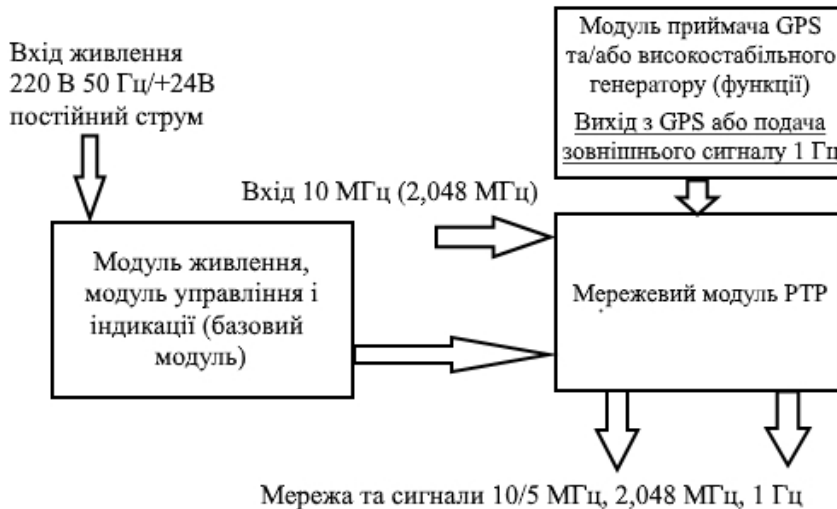 Вхід живлення
220 В 50 Гц/+24В
постійний струм
Модуль приймача GPS
та/або високостабільного
генератору (функції)
Вихід з GPS або подача
зовнішнього сигналу 1 Гц
Вхід 10 МГц (2,048 МГц)
Модуль живлення,
модуль управління і
індикації (базовий
модуль)
Мережевий модуль PTP
Мережа та сигнали 10/5 МГц, 2,048 МГц, 1 Гц